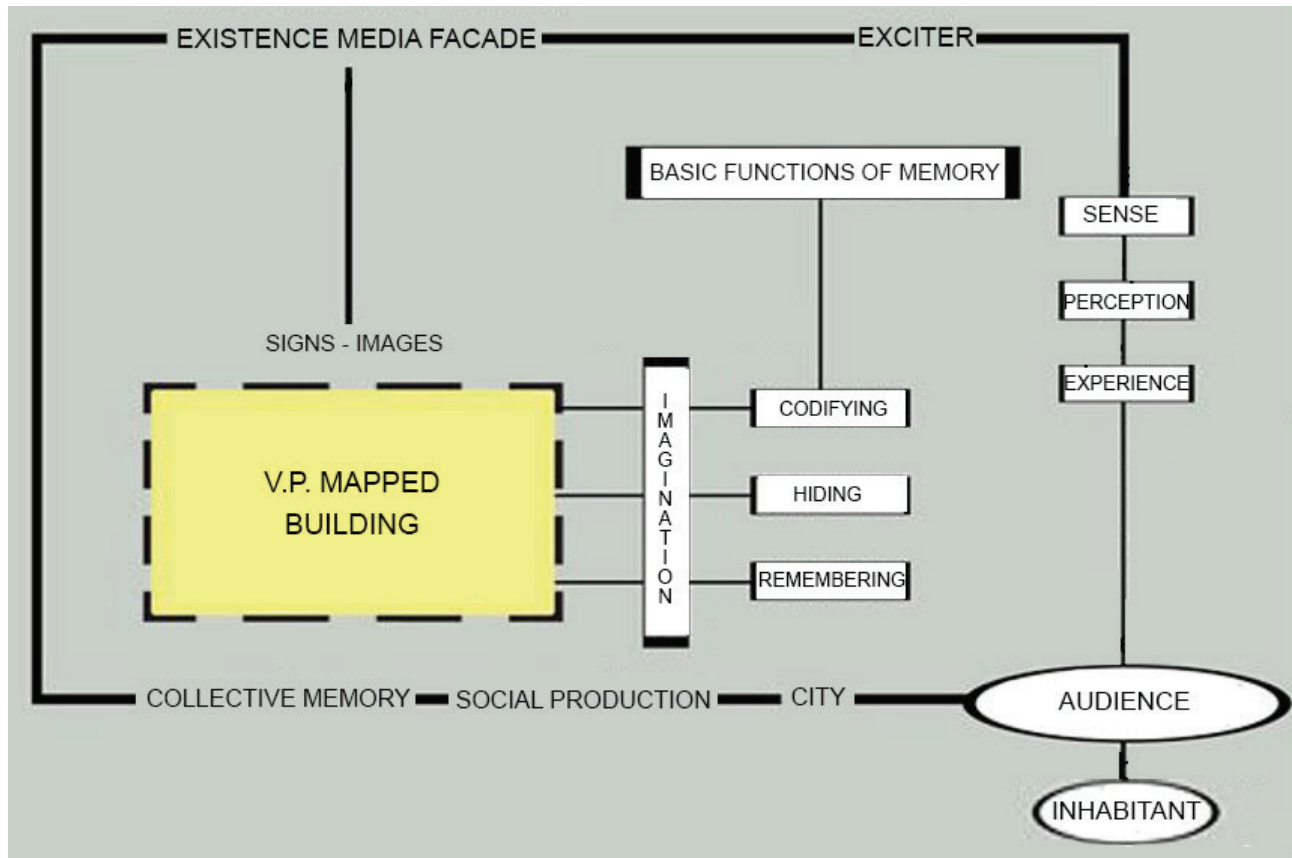 EXISTENCE MEDIA FACADE
EXCITER
BASIC FUNCTIONS OF MEMORY
SENSE
PERCEPTION
EXPERIENCE
SIGNS - IMAGES
V.P. MAPPED
BUILDING
IMAGINATION
CODIFYING
HIDING
REMEMBERING
COLLECTIVE MEMORY
SOCIAL PRODUCTION
CITY
AUDIENCE
INHABITANT